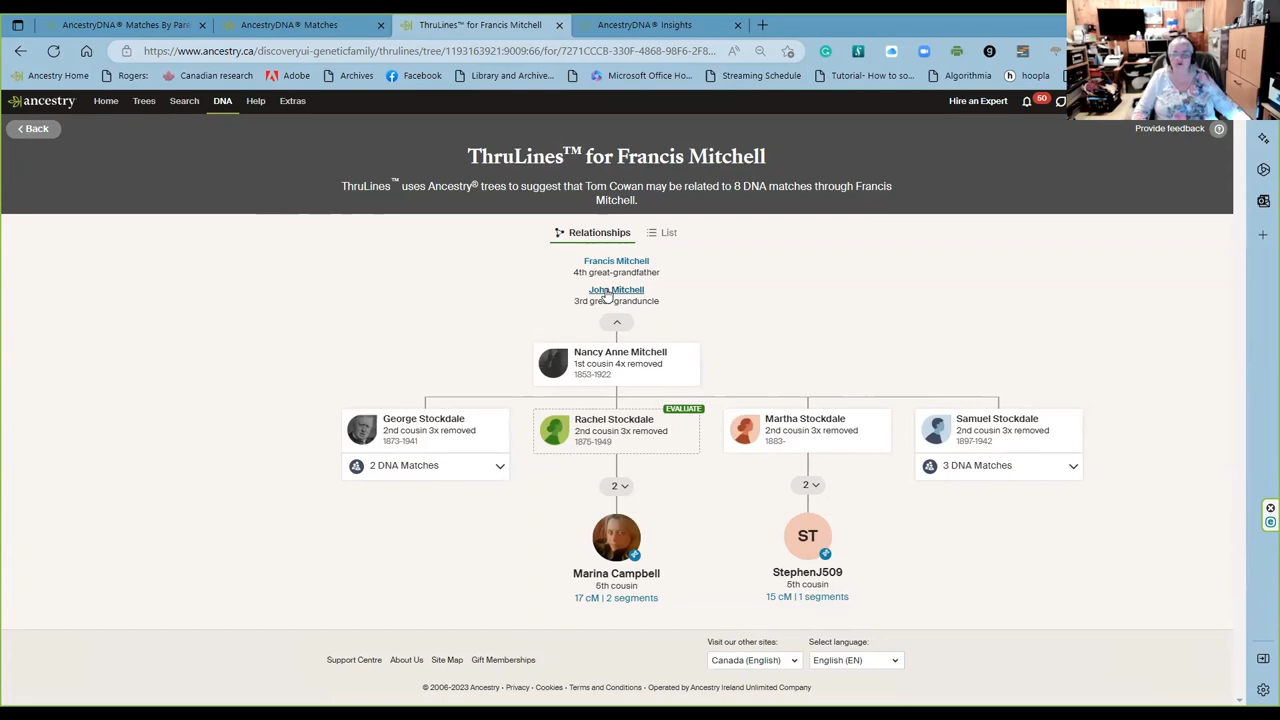 AncestryDNA® Matches By Pare
AncestryDNA® Matches
ThruLines™ for Francis Mitchell
AncestryDNA® Insights
https://www.ancestry.ca/discoveryui-geneticfamily/thrulines/tree/119316392​1:9009:66/for/7271CCCB-330F-4868-98F6-2F8...
Ancestry Home
Rogers:
Canadian research
Adobe
Archives
Facebook
Library and Archive...
Microsoft Office Ho...
Streaming Schedule
Tutorial- How to so...
Algorithmia
hoopla
ancestry
Home
Trees
Search
DNA
Help
Extras
Hire an Expert
50
Back
Provide feedback
ThruLines™ for Francis Mitchell
ThruLines™ uses Ancestry® trees to suggest that Tom Cowan may be related to 8 DNA matches through Francis
Mitchell.
Relationships
List
Francis Mitchell
4th great-grandfather
John Mitchell
3rd great-granduncle
Nancy Anne Mitchell
1st cousin 4x removed
1853-1922
EVALUATE
George Stockdale
2nd cousin 3x removed
1873-1941
2 DNA Matches
Rachel Stockdale
2nd cousin 3x removed
1875-1949
2
Martha Stockdale
2nd cousin 3x removed
1883-
2
Samuel Stockdale
2nd cousin 3x removed
1897-1942
3 DNA Matches
Marina Campbell
5th cousin
17 cM | 2 segments
ST
StephenJ509
5th cousin
15 cM | 1 segments
Visit our other sites:
Select language:
Canada (English)
English (EN)
Support Centre
About Us
Site Map
Gift Memberships
© 2006-2023 Ancestry • Privacy • Cookies • Terms and Conditions • Operated by Ancestry Ireland Unlimited Company